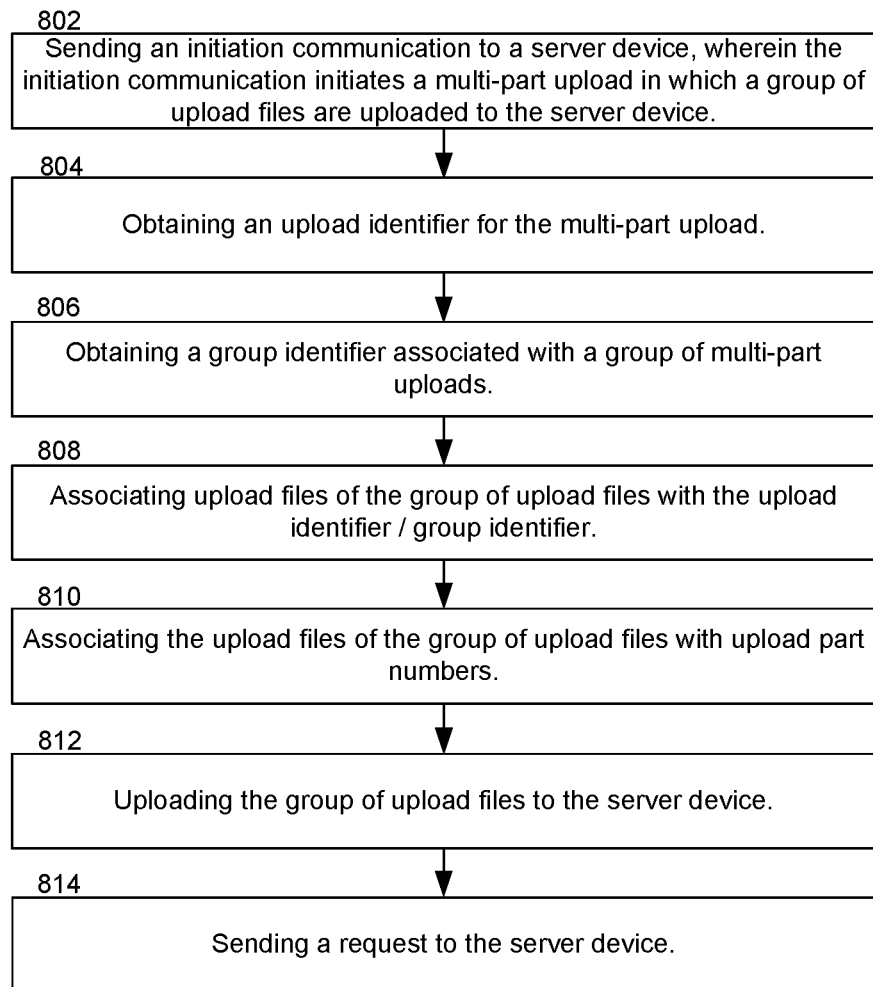 802
Sending an initiation communication to a server device, wherein the
initiation communication initiates a multi-part upload in which a group of
upload files are uploaded to the server device.
804
Obtaining an upload identifier for the multi-part upload.
806
Obtaining a group identifier associated with a group of multi-part
uploads.
808
Associating upload files of the group of upload files with the upload
identifier / group identifier.
810
Associating the upload files of the group of upload files with upload part
numbers.
812
Uploading the group of upload files to the server device.
814
Sending a request to the server device.